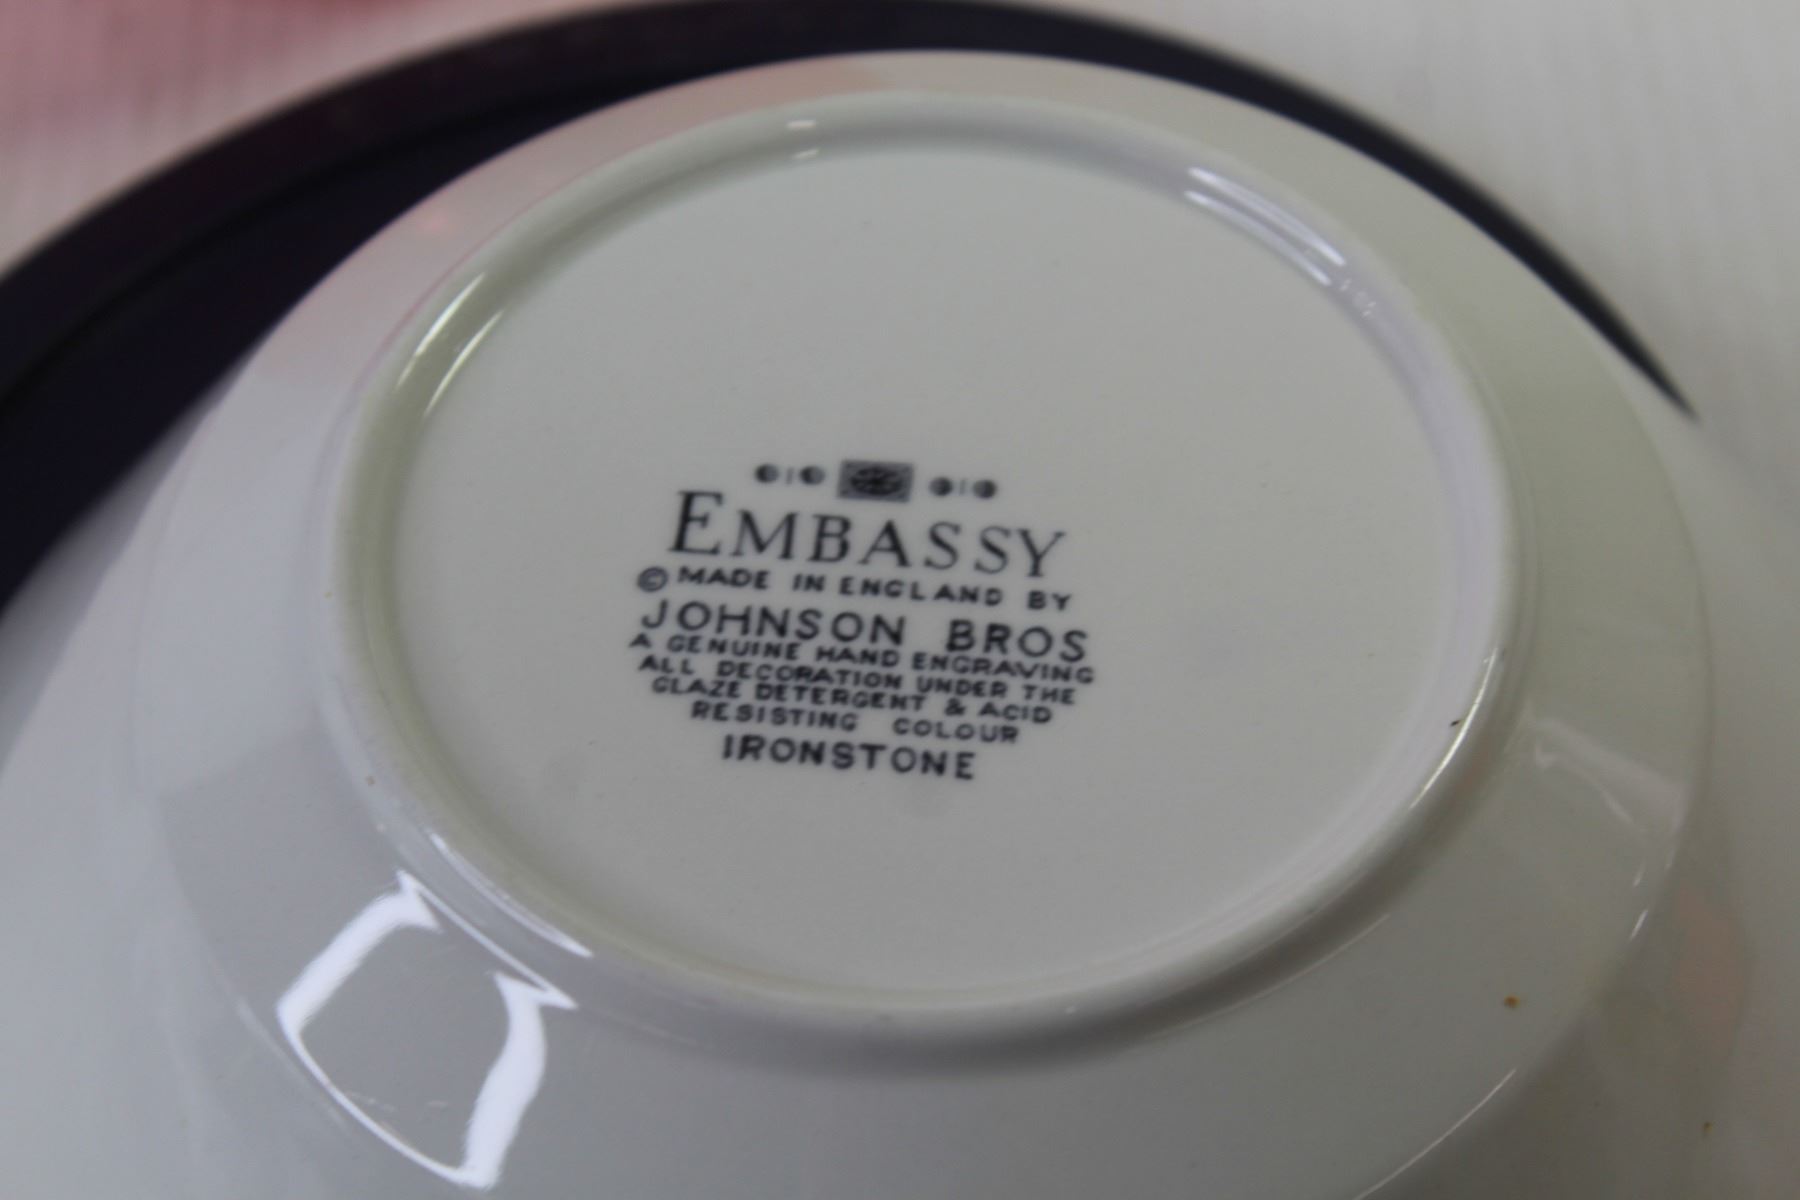 EMBASSY
© MADE IN ENGLAND BY
JOHNSON BROS
A GENUINE HAND ENGRAVING
ALL DECORATION UNDER THE
GLAZE DETERGENT & ACID
RESISTING COLOUR
IRONSTONE